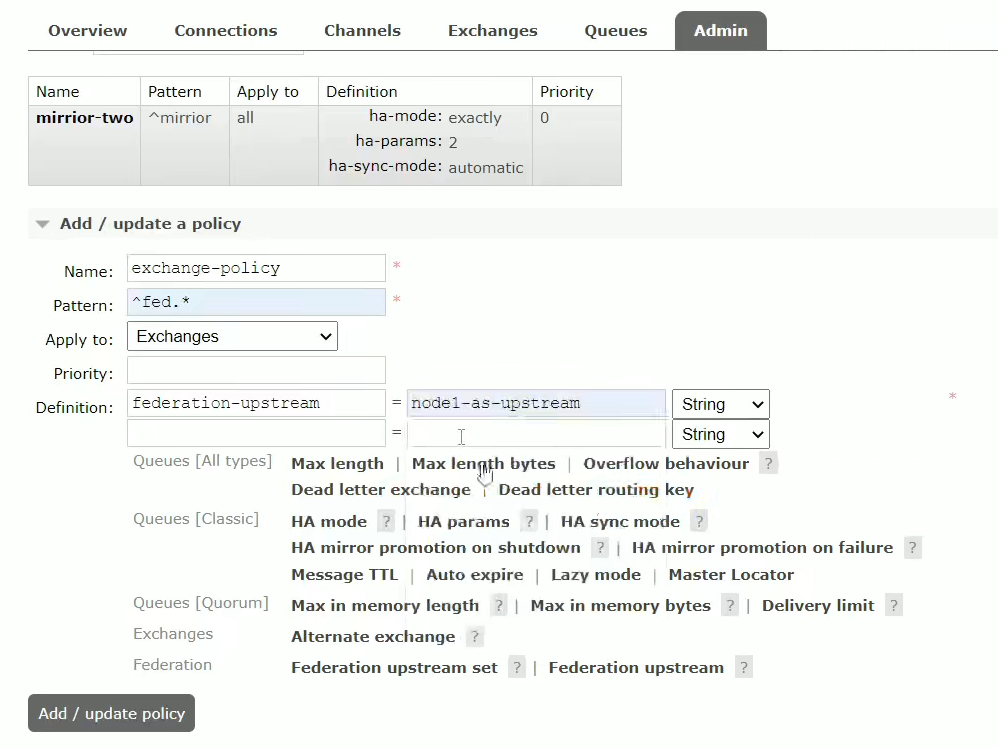 Overview Connections Channels Exchanges Queues Admin
Name Pattern Apply to Definition Priority
mirrior-two ^mirrior all ha-mode: exactly 0
ha-params: 2
ha-sync-mode: automatic
Add / update a policy
Name: exchange-policy *
Pattern: ^fed.* *
Apply to: Exchanges
Priority:
Definition: federation-upstream = node1-as-upstream String *
= String
Queues [All types] Max length | Max length bytes | Overflow behaviour ?
Dead letter exchange | Dead letter routing key
Queues [Classic] HA mode ? | HA params ? | HA sync mode ?
HA mirror promotion on shutdown ? | HA mirror promotion on failure ?
Message TTL | Auto expire | Lazy mode | Master Locator
Queues [Quorum] Max in memory length ? | Max in memory bytes ? | Delivery limit ?
Exchanges Alternate exchange ?
Federation Federation upstream set ? | Federation upstream ?
Add / update policy